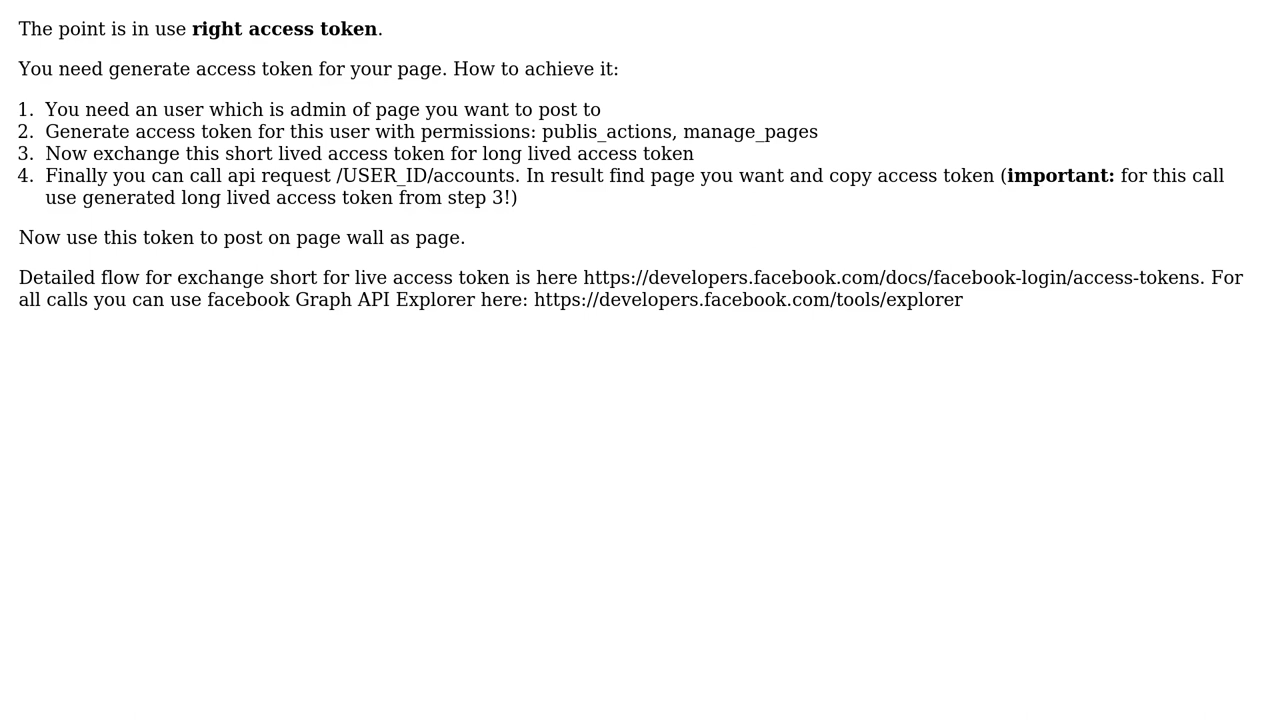 The point is in use right access token.
You need generate access token for your page. How to achieve it:
1. You need an user which is admin of page you want to post to
2. Generate access token for this user with permissions: publis_actions, manage_pages
3. Now exchange this short lived access token for long lived access token
4. Finally you can call api request /USER_ID/accounts. In result find page you want and copy access token (important: for this call
use generated long lived access token from step 3!)
Now use this token to post on page wall as page.
Detailed flow for exchange short for live access token is here https://developers.facebook.com/docs/facebook-login/access-tokens. For
all calls you can use facebook Graph API Explorer here: https://developers.facebook.com/tools/explorer